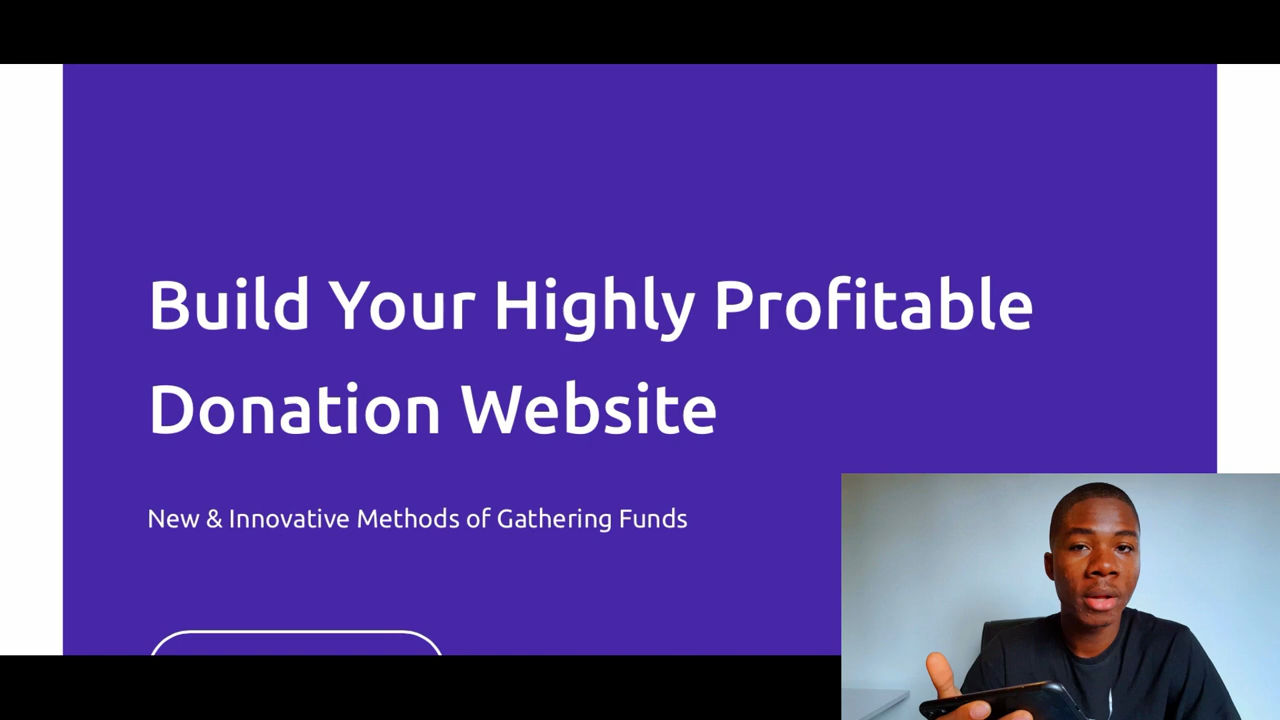 Build Your Highly Profitable
Donation Website
New & Innovative Methods of Gathering Funds